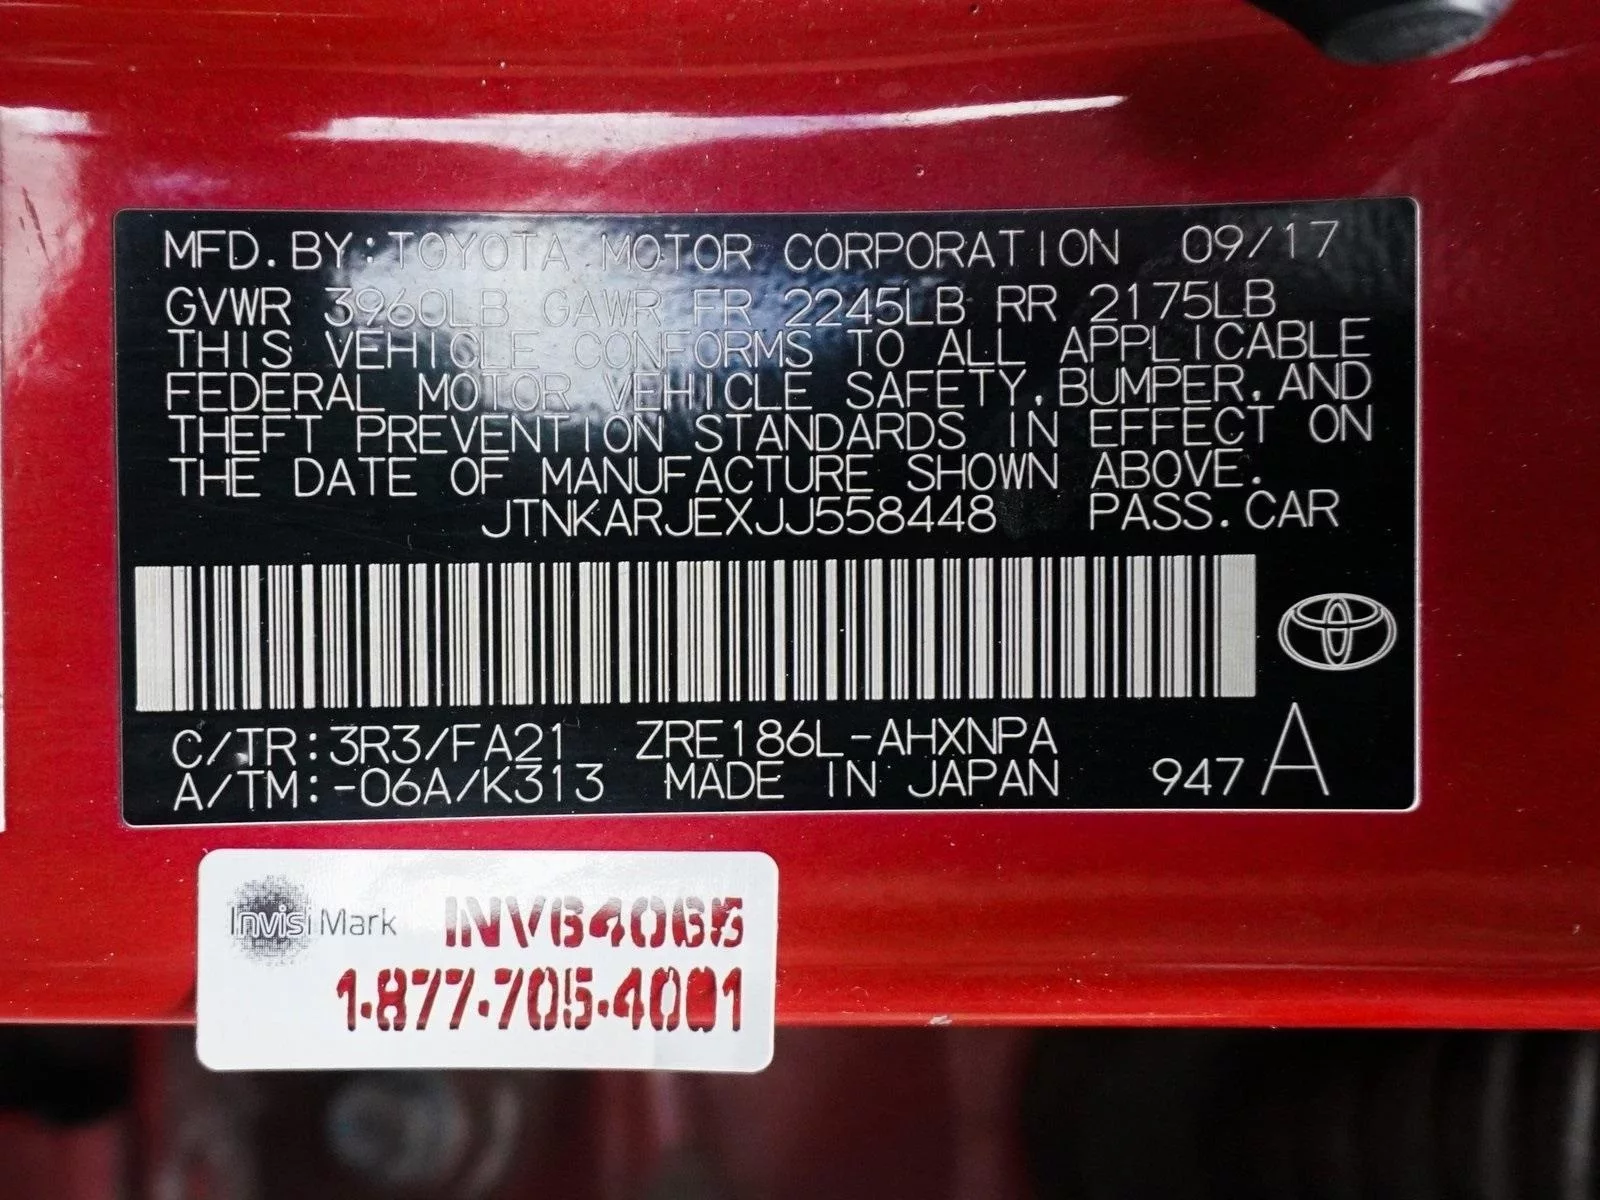 MFD. BY: TOYOTA MOTOR CORPORATION 09/17
GVWR 3960LB GAWR FR 2245LB RR 2175LB
THIS VEHICLE CONFORMS TO ALL APPLICABLE
FEDERAL MOTOR VEHICLE SAFETY, BUMPER, AND
THEFT PREVENTION STANDARDS IN EFFECT ON
THE DATE OF MANUFACTURE SHOWN ABOVE.
JTNKARJEXJJ558448 PASS. CAR
C/TR: 3R3/FA21 ZRE186L-AHXNPA
A/TM: -06A/K313 MADE IN JAPAN 947 A
InvisiMark
1-877-705-4001